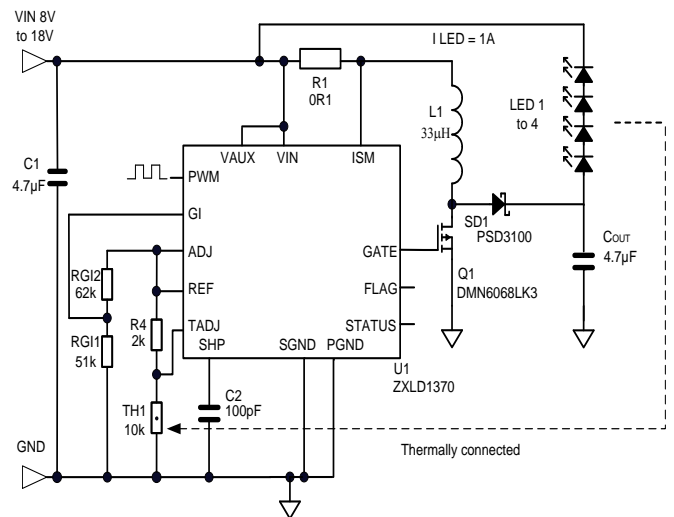 VIN 8V
to 18V
I LED = 1A
R1
0R1
L1
33µH
LED 1
to 4
C1
4.7µF
VAUX
VIN
ISM
PWM
GI
ADJ
REF
TADJ
SHP
SGND
PGND
GATE
FLAG
STATUS
SD1
PSD3100
Q1
DMN6068LK3
COUT
4.7µF
RGI2
62k
RGI1
51k
R4
2k
TH1
10k
C2
100pF
U1
ZXLD1370
GND
Thermally connected